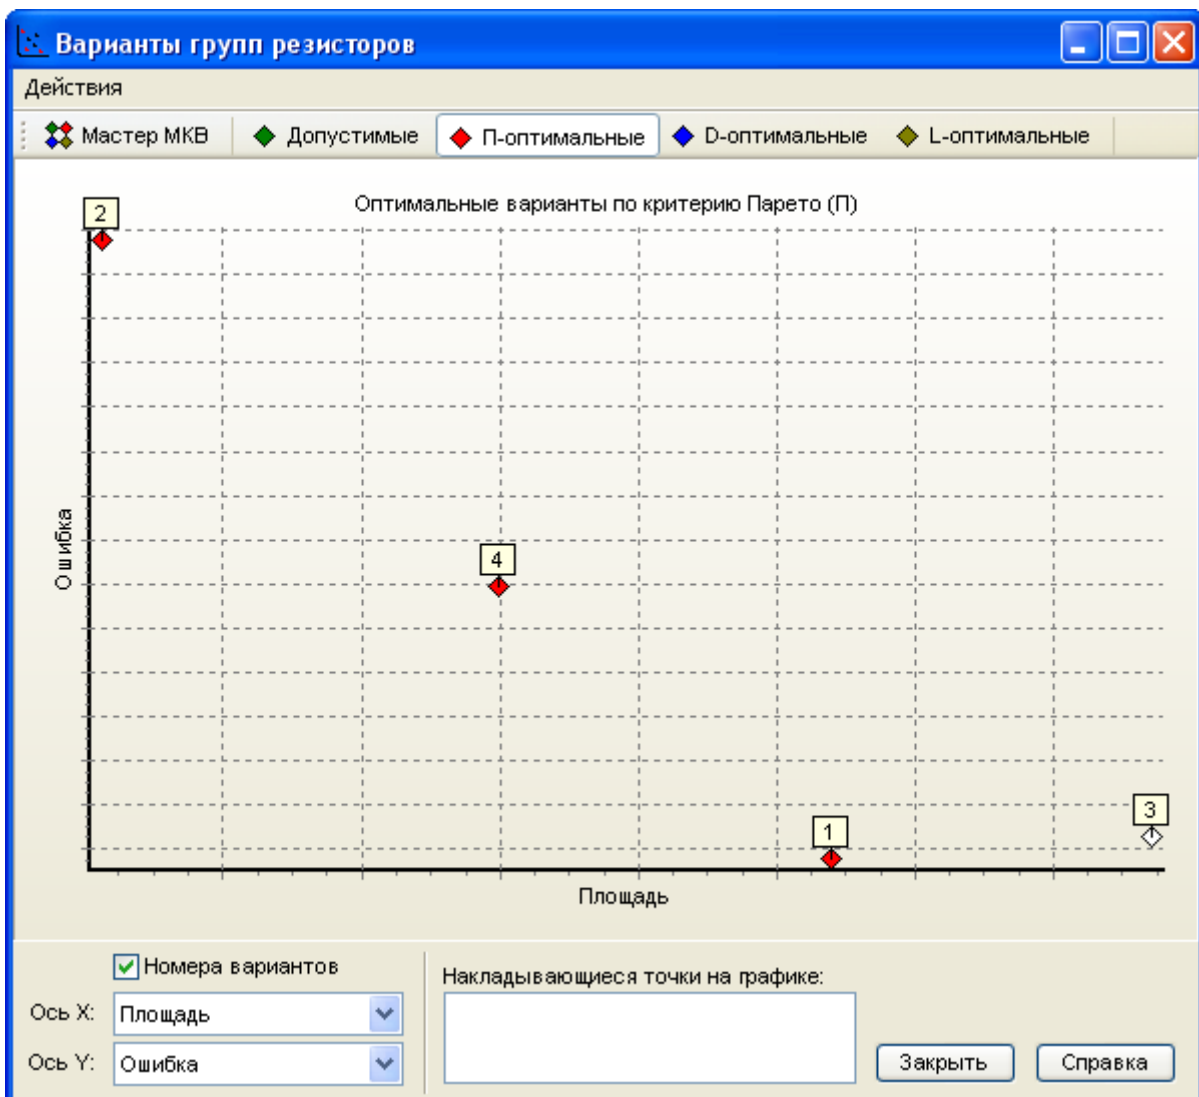 Варианты групп резисторов
Действия
Мастер МКВ Допустимые П-оптимальные D-оптимальные L-оптимальные
Оптимальные варианты по критерию Парето (П)
2
Ошибка
4
3
1
Площадь
Номера вариантов
Накладывающиеся точки на графике:
Ось X: Площадь
Ось Y: Ошибка
Закрыть Справка